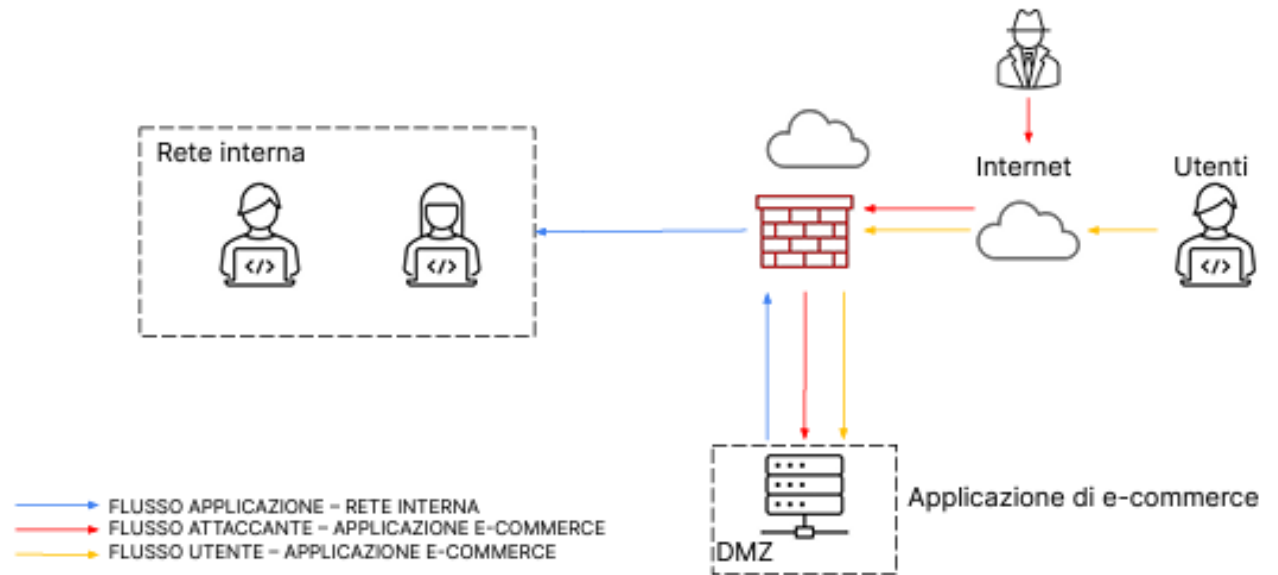 Rete interna
Internet
Utenti
</>
</>
</>
Applicazione di e-commerce
DMZ
FLUSSO APPLICAZIONE – RETE INTERNA
FLUSSO ATTACCANTE – APPLICAZIONE E-COMMERCE
FLUSSO UTENTE – APPLICAZIONE E-COMMERCE